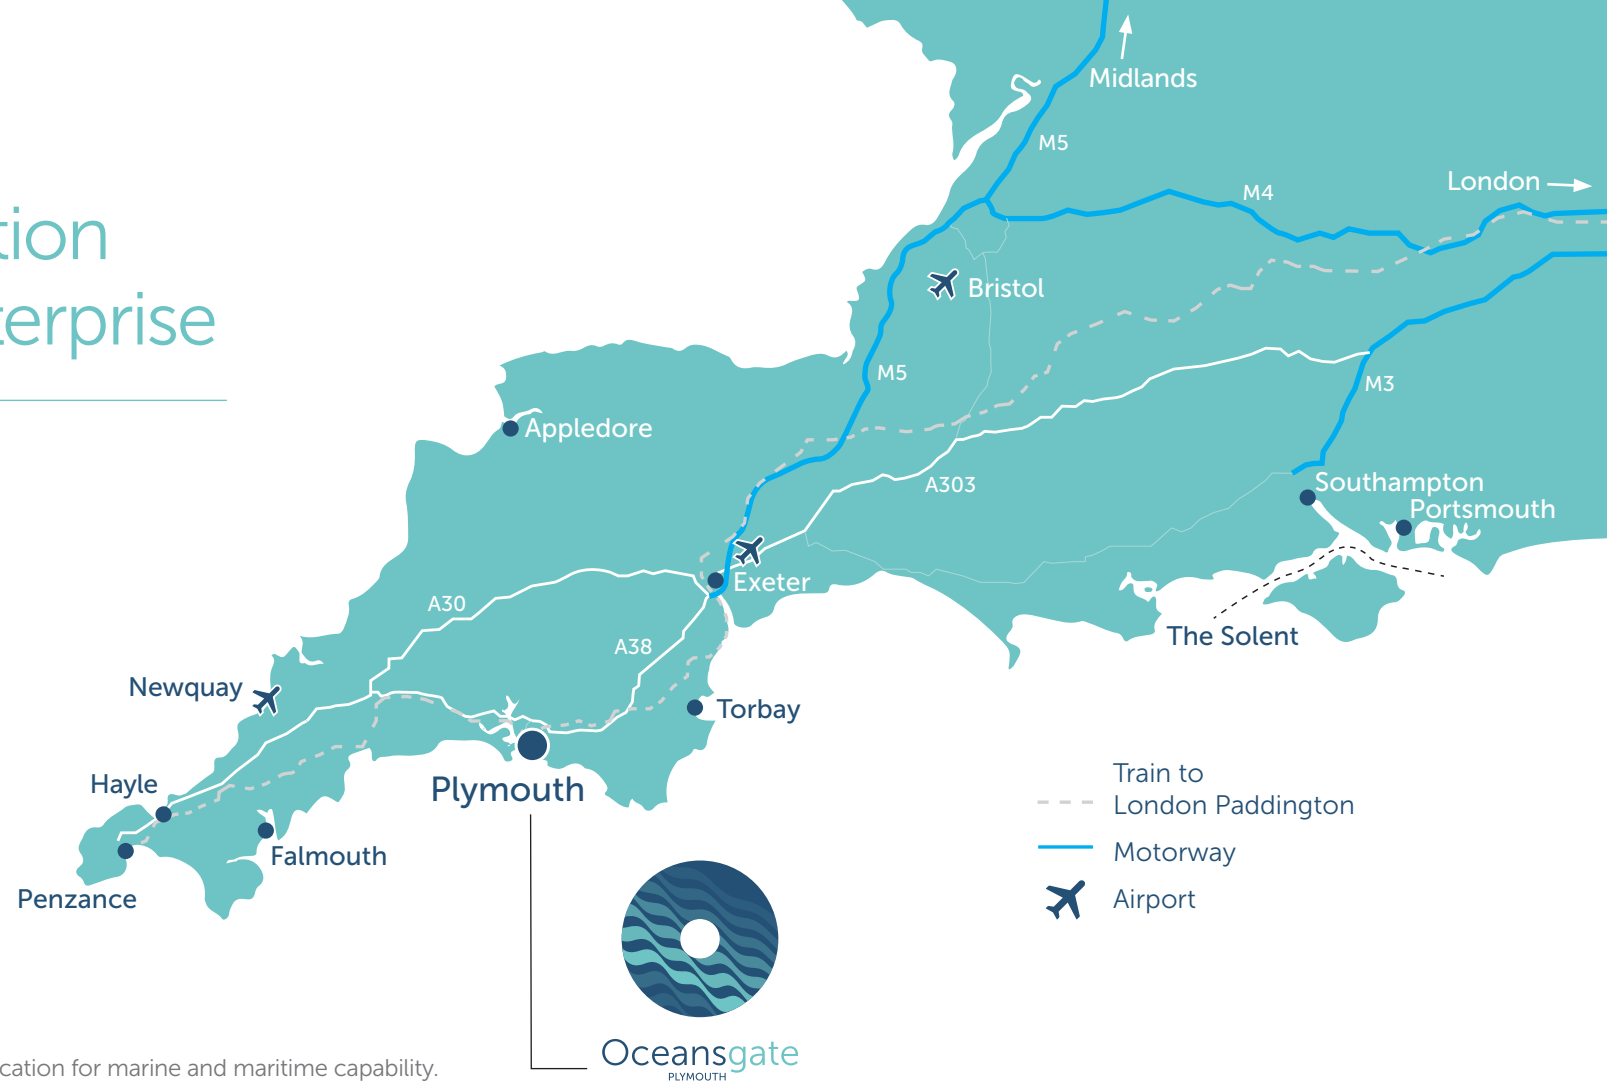 tion
terprise
Midlands
M5
M4
London
Bristol
M5
M3
Appledore
A303
Southampton
Portsmouth
Exeter
A30
A38
The Solent
Newquay
Torbay
Hayle
Plymouth
Train to
London Paddington
Falmouth
Motorway
Penzance
Airport
Oceansgate
PLYMOUTH
cation for marine and maritime capability.